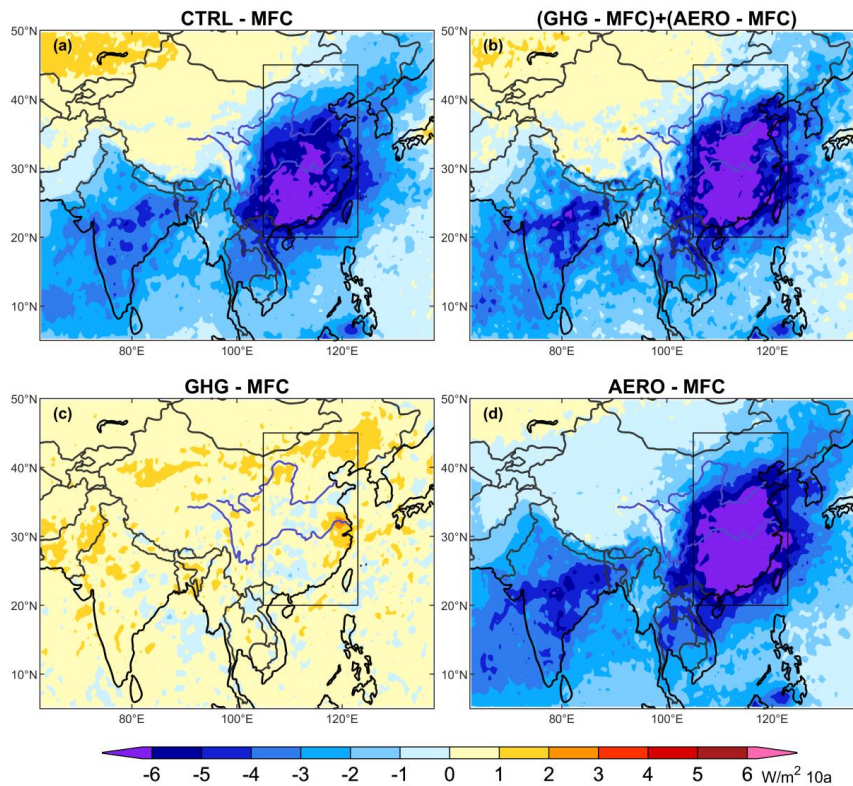 CTRL - MFC
(GHG - MFC)+(AERO - MFC)
50°N
(a)
40°N
30°N
20°N
10°N
80°E
100°E
120°E
50°N
(b)
40°N
30°N
20°N
10°N
80°E
100°E
120°E
GHG - MFC
AERO - MFC
50°N
(c)
40°N
30°N
20°N
10°N
80°E
100°E
120°E
50°N
(d)
40°N
30°N
20°N
10°N
80°E
100°E
120°E
-6 -5 -4 -3 -2 -1 0 1 2 3 4 5 6 W/m² 10a